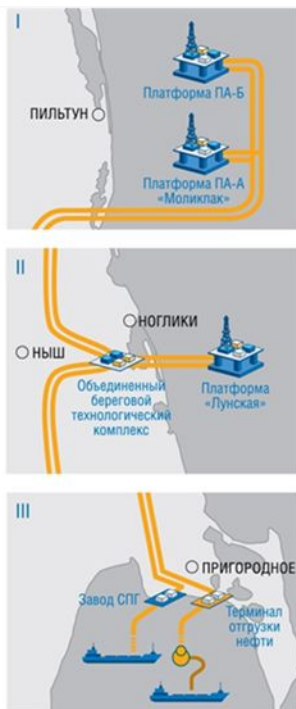 I
Платформа ПА-Б
ПИЛЬТУН
Платформа ПА-А
«Моликпак»
II
НОГЛИКИ
НЫШ
Объединенный
береговой
технологический
комплекс
Платформа
«Лунская»
III
ПРИГОРОДНОЕ
Завод СПГ
Терминал
отгрузки
нефти